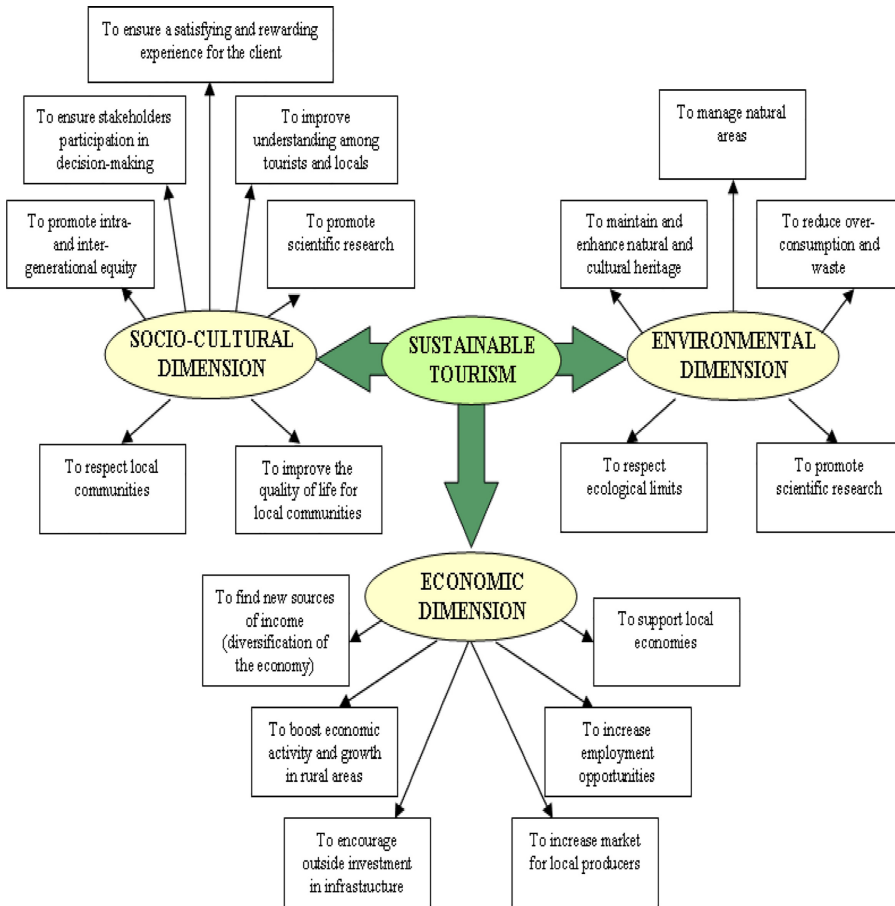 To ensure a satisfying and rewarding
experience for the client
To ensure stakeholders
participation in
decision-making
To improve
understanding among
tourists and locals
To promote intra-
and inter-
generational equity
To promote
scientific research
SOCIO-CULTURAL
DIMENSION
To respect local
communities
To improve the
quality of life for
local communities
SUSTAINABLE
TOURISM
To manage natural
areas
To maintain and
enhance natural and
cultural heritage
To reduce over-
consumption and
waste
ENVIRONMENTAL
DIMENSION
To respect
ecological limits
To promote
scientific research
ECONOMIC
DIMENSION
To find new sources
of income
(diversification of
the economy)
To support local
economies
To boost economic
activity and growth
in rural areas
To increase
employment
opportunities
To encourage
outside investment
in infrastructure
To increase market
for local producers